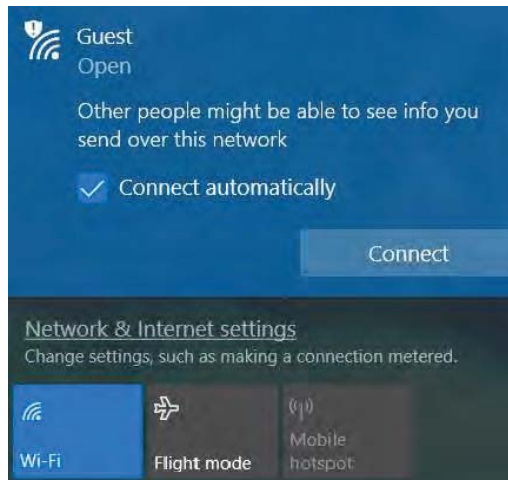 Guest
Open
Other people might be able to see info you
send over this network
Connect automatically
Connect
Network & Internet settings
Change settings, such as making a connection metered.
Wi-Fi
Flight mode
Mobile
hotspot